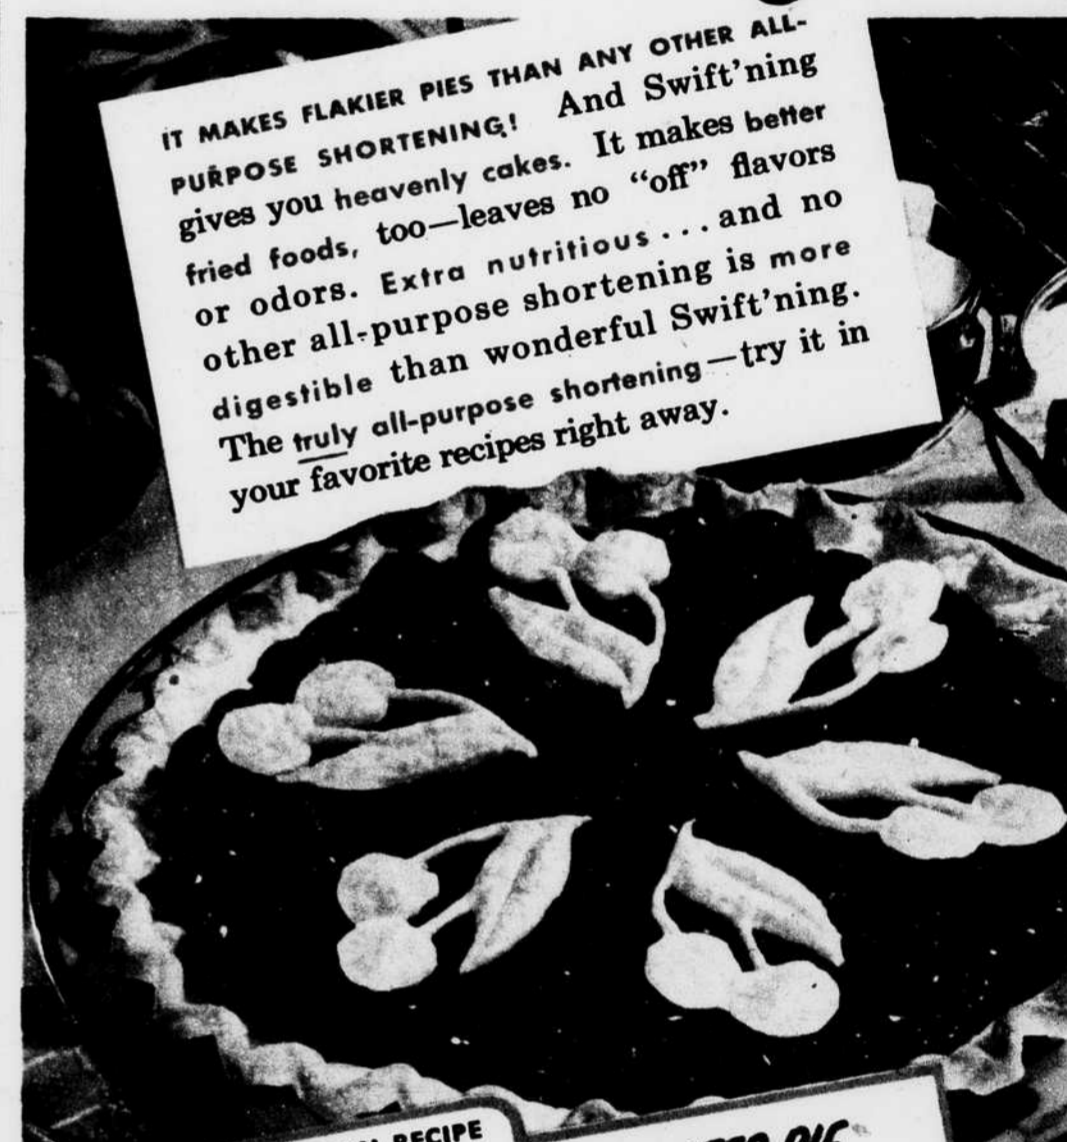 IT MAKES FLAKIER PIES THAN ANY OTHER ALL-
PURPOSE SHORTENING! And Swift'ning
gives you heavenly cakes. It makes better
fried foods, too—leaves no "off" flavors
or odors. Extra nutritious... and no
other all-purpose shortening is more
digestible than wonderful Swift'ning.
The truly all-purpose shortening—try it in
your favorite recipes right away.
RECIPE
PIE